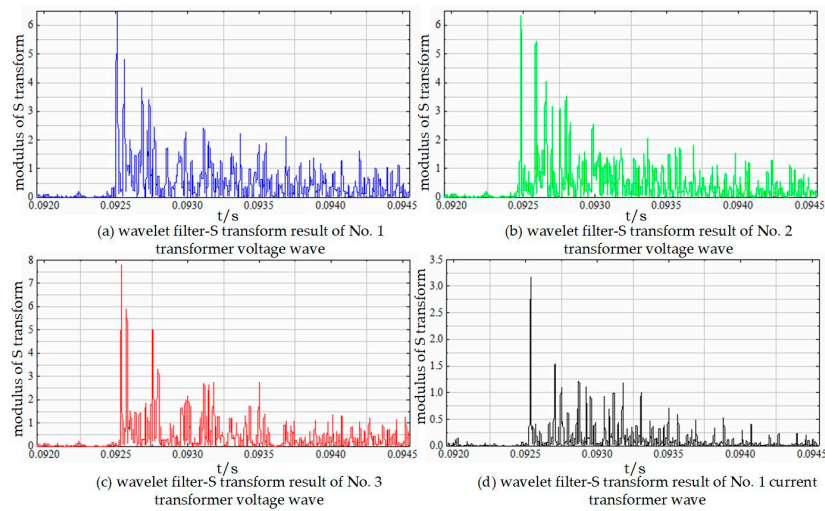 modulus of S transform
6
5
4
3
2
1
0
0.0920 0.0925 0.0930 0.0935 0.0940 0.0945
t/s
(a) wavelet filter-S transform result of No. 1
transformer voltage wave
modulus of S transform
6
5
4
3
2
1
0
0.0920 0.0925 0.0930 0.0935 0.0940 0.0945
t/s
(b) wavelet filter-S transform result of No. 2
transformer voltage wave
modulus of S transform
8
7
6
5
4
3
2
1
0
0.0920 0.0925 0.0930 0.0935 0.0940 0.0945
t/s
(c) wavelet filter-S transform result of No. 3
transformer voltage wave
modulus of S transform
3.5
3.0
2.5
2.0
1.5
1.0
0.5
0.0
0.0920 0.0925 0.0930 0.0935 0.0940 0.0945
t/s
(d) wavelet filter-S transform result of No. 1 current
transformer wave